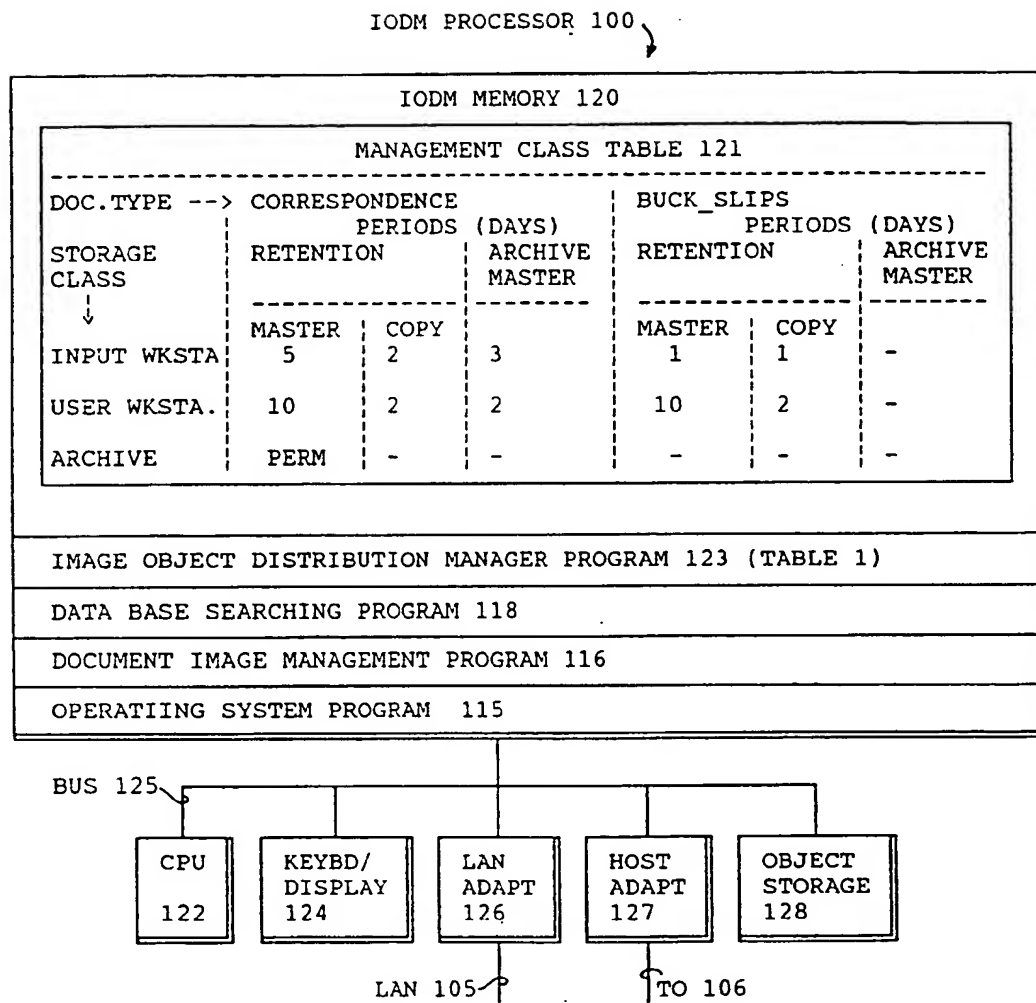 IODM PROCESSOR 100
IODM MEMORY 120
MANAGEMENT CLASS TABLE 121
DOC.TYPE --> CORRESPONDENCE BUCK_SLIPS
PERIODS (DAYS) PERIODS (DAYS)
STORAGE RETENTION ARCHIVE RETENTION ARCHIVE
CLASS MASTER MASTER
MASTER COPY MASTER COPY
INPUT WKSTA 5 2 3 1 1 -
USER WKSTA. 10 2 2 10 2 -
ARCHIVE PERM - - - - -
IMAGE OBJECT DISTRIBUTION MANAGER PROGRAM 123 (TABLE 1)
DATA BASE SEARCHING PROGRAM 118
DOCUMENT IMAGE MANAGEMENT PROGRAM 116
OPERATIING SYSTEM PROGRAM 115
BUS 125
CPU KEYBD/ LAN HOST OBJECT
DISPLAY ADAPT ADAPT STORAGE
122 124 126 127 128
LAN 105 TO 106